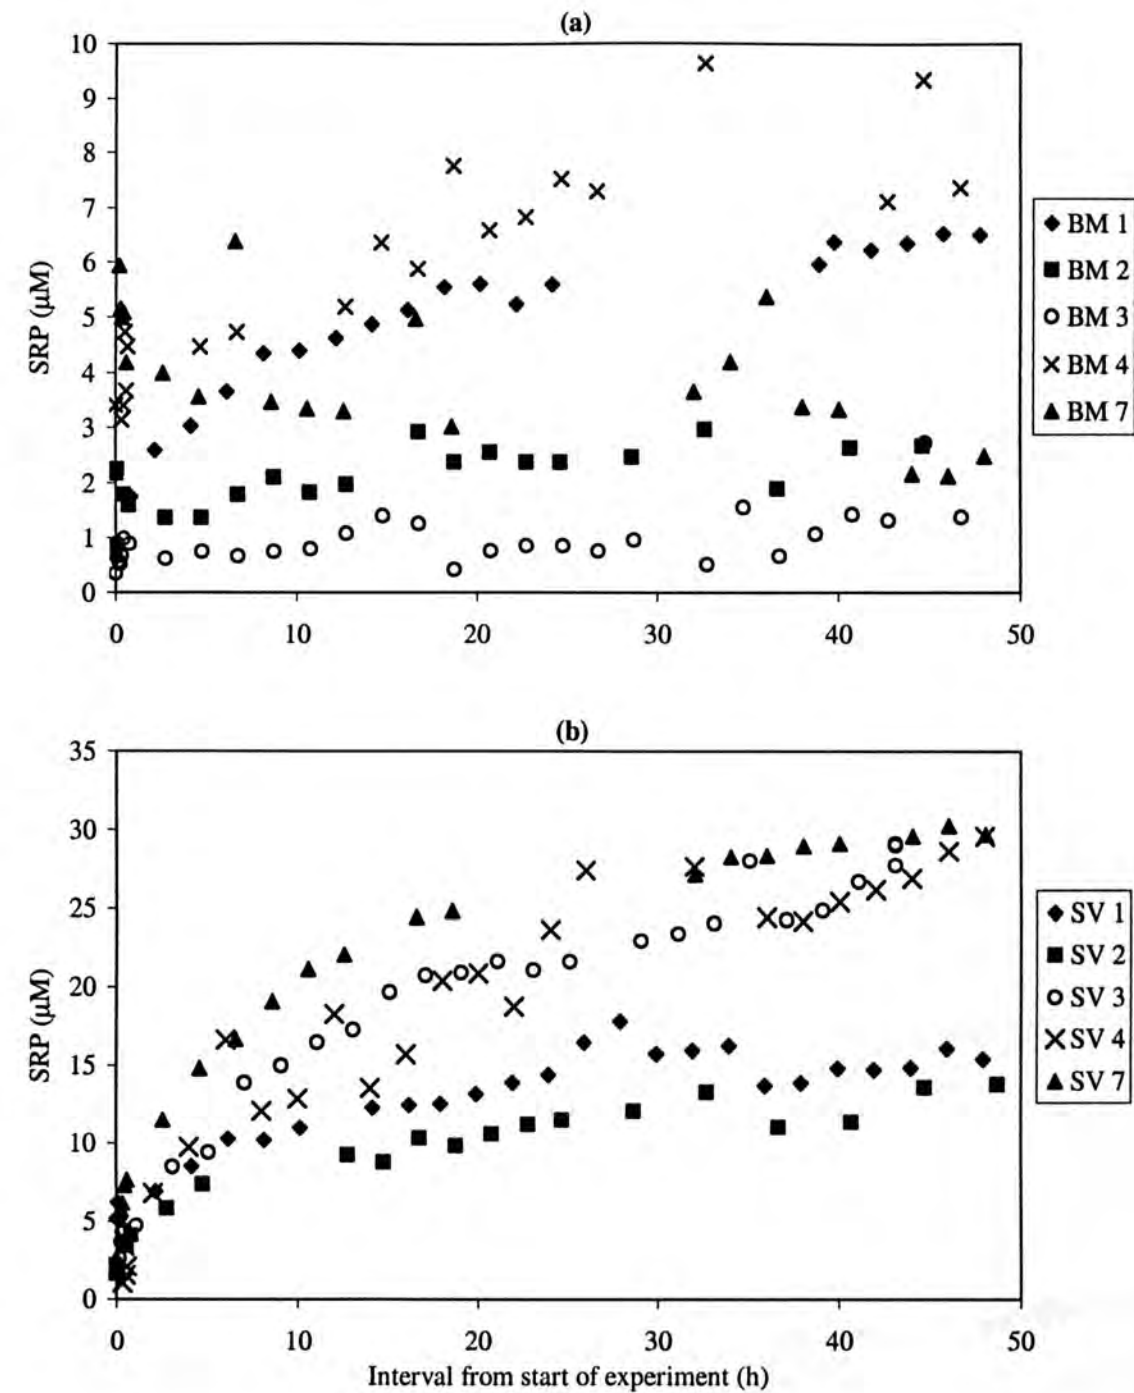 (a)
10
9
8
7
6
5
4
3
2
1
0
SRP (μM)
0 10 20 30 40 50
BM 1
BM 2
BM 3
BM 4
BM 7
(b)
35
30
25
20
15
10
5
0
SRP (μM)
0 10 20 30 40 50
Interval from start of experiment (h)
SV 1
SV 2
SV 3
SV 4
SV 7